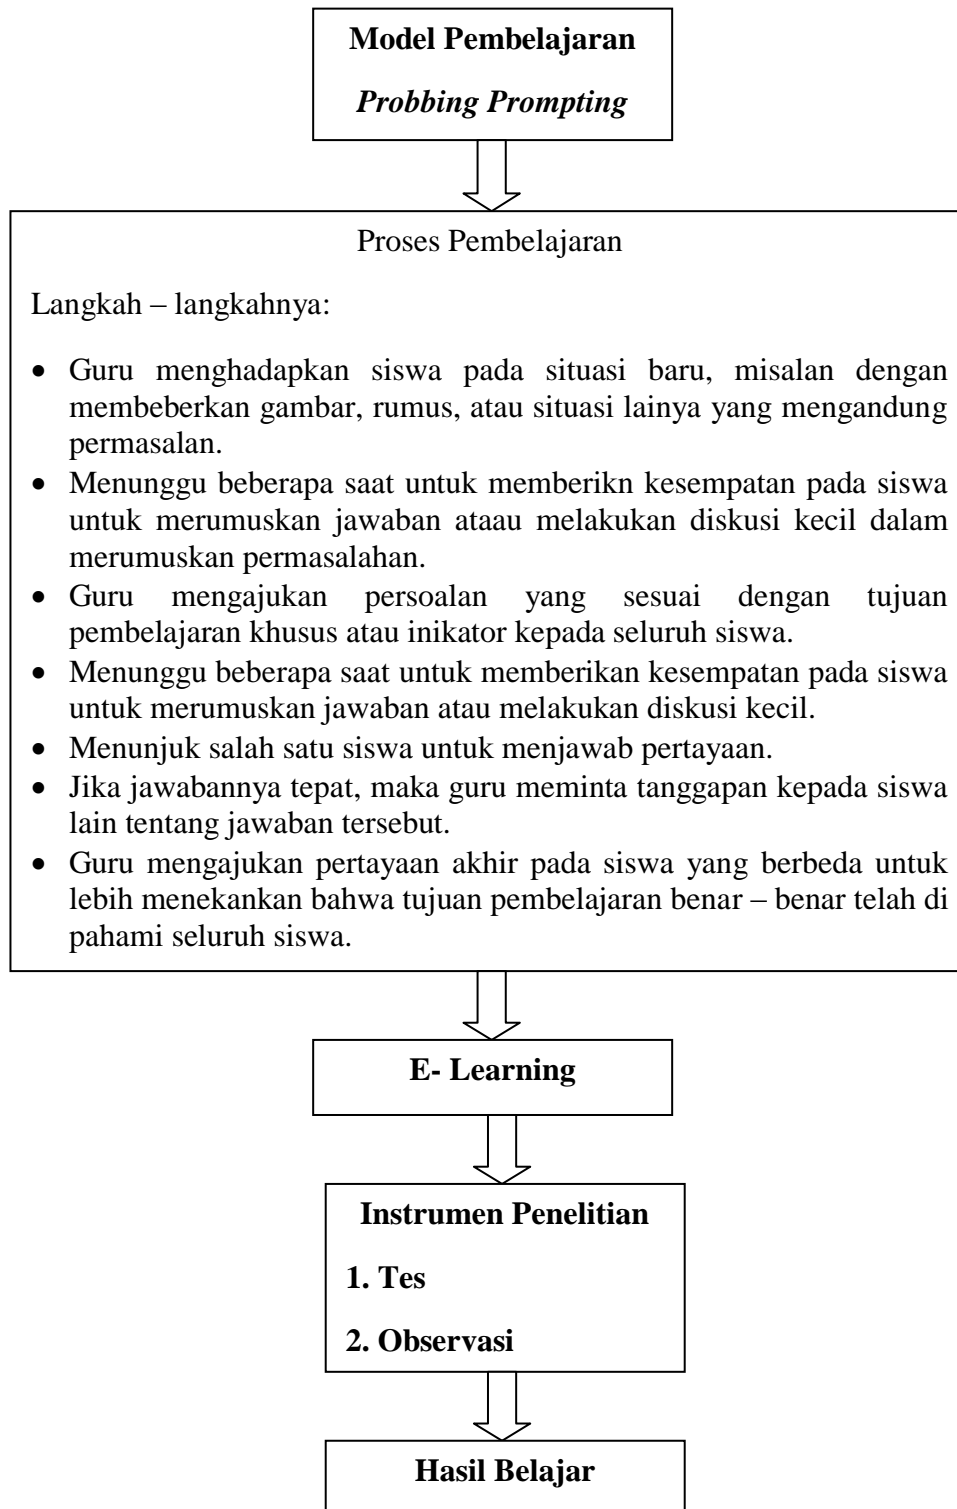 Model Pembelajaran
Probbing Prompting
Proses Pembelajaran
Langkah – langkahnya:
• Guru menghadapkan siswa pada situasi baru, misalan dengan
membeberkan gambar, rumus, atau situasi lainya yang mengandung
permasalan.
• Menunggu beberapa saat untuk memberikn kesempatan pada siswa
untuk merumuskan jawaban ataau melakukan diskusi kecil dalam
merumuskan permasalahan.
• Guru mengajukan persoalan yang sesuai dengan tujuan
pembelajaran khusus atau inikator kepada seluruh siswa.
• Menunggu beberapa saat untuk memberikan kesempatan pada siswa
untuk merumuskan jawaban atau melakukan diskusi kecil.
• Menunjuk salah satu siswa untuk menjawab pertayaan.
• Jika jawabannya tepat, maka guru meminta tanggapan kepada siswa
lain tentang jawaban tersebut.
• Guru mengajukan pertayaan akhir pada siswa yang berbeda untuk
lebih menekankan bahwa tujuan pembelajaran benar – benar telah di
pahami seluruh siswa.
E- Learning
Instrumen Penelitian
1. Tes
2. Observasi
Hasil Belajar